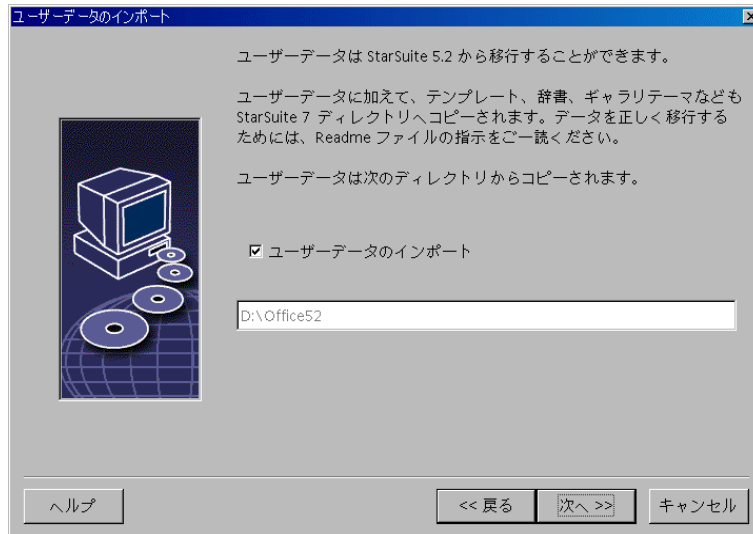 ユーザーデータのインポート
ユーザーデータは StarSuite 5.2 から移行することができます。
ユーザーデータに加えて、テンプレート、辞書、ギャラリテーマなども
StarSuite 7 ディレクトリへコピーされます。データを正しく移行する
ためには、Readme ファイルの指示をご一読ください。
ユーザーデータは次のディレクトリからコピーされます。
ユーザーデータのインポート
D:\Office52
ヘルプ
<< 戻る
次へ >>
キャンセル